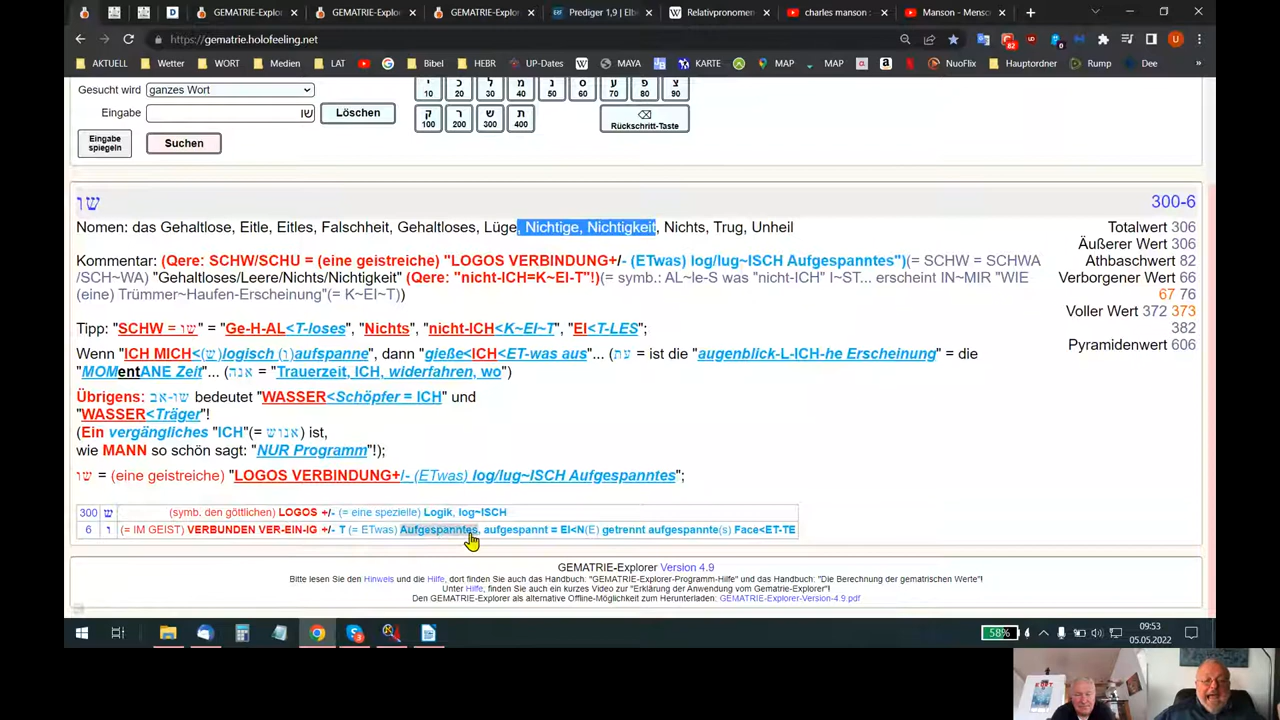 GEMATRIE-Explor
GEMATRIE-Explor
GEMATRIE-Explor
Prediger 1,9 | Elb
Relativpronomen
charles manson
Manson - Mensc
https://gematrie.holofeeling.net
AKTUELL
Wetter
WORT
Medien
LAT
Bibel
HEBR
UP-Dates
MAYA
KARTE
MAP
MAP
NuoFlix
Hauptordner
Rump
Dee
»
Gesucht wird ganzes Wort
י כ מ ל נ ס ע פ צ
10 20 40 30 50 60 70 80 90
Eingabe שו Löschen
ק ר ש ת
100 200 300 400
Rückschritt-Taste
Eingabe spiegeln
Suchen
שו 300-6
Nomen: das Gehaltlose, Eitle, Eitles, Falschheit, Gehaltloses, Lüge, Nichtige, Nichtigkeit, Nichts, Trug, Unheil
Totalwert 306
Äußerer Wert 306
Athbaschwert 82
Verborgener Wert 66
67 76
Voller Wert 372 373
382
Pyramidenwert 606
Kommentar: (Qere: SCHW/SCHU = (eine geistreiche) "LOGOS VERBINDUNG+/- (ETwas) log/lug~ISCH Aufgespanntes")(= SCHW = SCHWA
/SCH~WA) "Gehaltloses/Leere/Nichts/Nichtigkeit" (Qere: "nicht-ICH=K~EI-T"!)(= symb.: AL~le-S was "nicht-ICH" I~ST... erscheint IN~MIR "WIE
(eine) Trümmer~Haufen-Erscheinung"(= K~EI~T))
Tipp: "SCHW = שו" = "Ge-H-AL<T-loses", "Nichts", "nicht-ICH<K~EI~T", "EI<T-LES";
Wenn "ICH MICH<(ש)logisch (ו)aufspanne", dann "gieße<ICH<ET-was aus"... (עת = ist die "augenblick-L-ICH-he Erscheinung" = die
"MOMentANE Zeit"... (אנה = "Trauerzeit, ICH, widerfahren, wo")
Übrigens: שו-אב bedeutet "WASSER<Schöpfer = ICH" und
"WASSER<Träger"!
(Ein vergängliches "ICH"(= אנוש) ist,
wie MANN so schön sagt: "NUR Programm"!);
שו = (eine geistreiche) "LOGOS VERBINDUNG+/- (ETwas) log/lug~ISCH Aufgespanntes";
300 ש (symb. den göttlichen) LOGOS +/- (= eine spezielle) Logik, log~ISCH
6 ו (= IM GEIST) VERBUNDEN VER-EIN-IG +/- T (= ETwas) Aufgespanntes, aufgespannt = EI<N(E) getrennt aufgespannte(s) Face<ET-TE
GEMATRIE-Explorer Version 4.9
Bitte lesen Sie den Hinweis und die Hilfe, dort finden Sie auch das Handbuch: "GEMATRIE-Explorer-Programm-Hilfe" und das Handbuch: "Die Berechnung der gematrischen Werte"!
Unter Hilfe, finden Sie auch ein kurzes Video zur "Erklärung der Anwendung vom Gematrie-Explorer"!
Den GEMATRIE-Explorer als alternative Offline-Möglichkeit zum Herunterladen: GEMATRIE-Explorer-Version-4.9.pdf
58%
09:53
05.05.2022